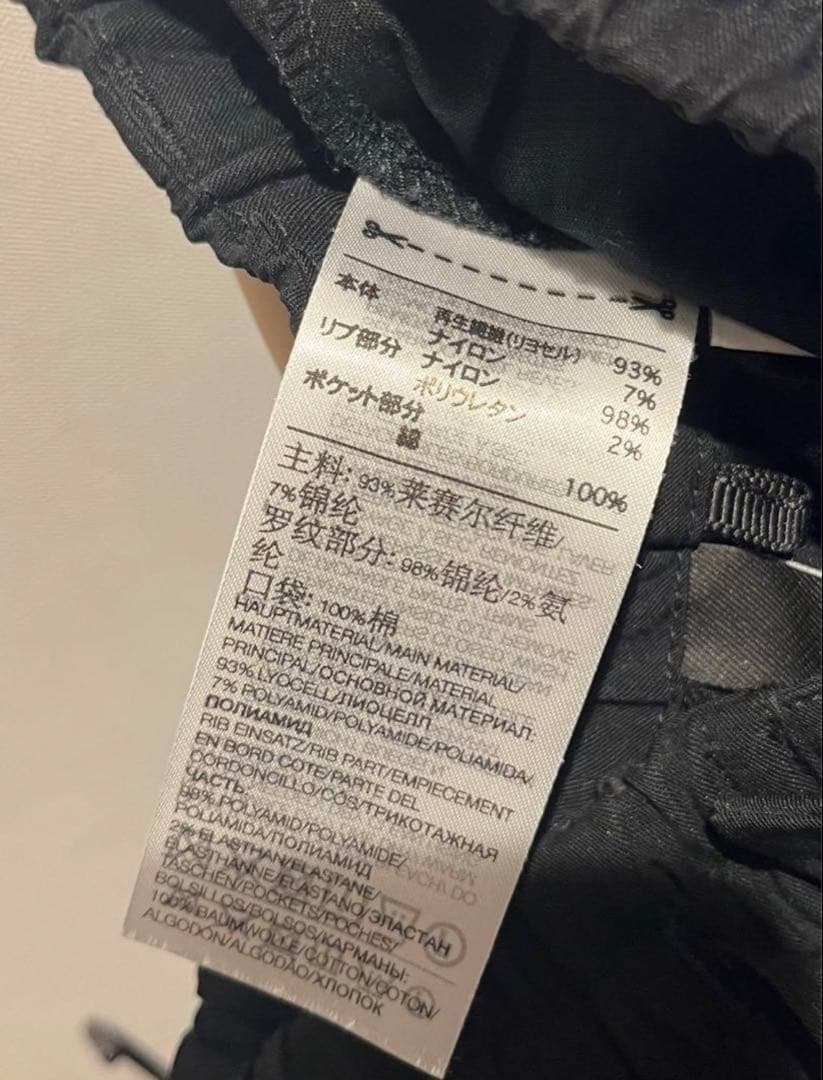 本体
再生繊維(リヨセル) 93%
ナイロン 7%
リブ部分 ナイロン 98%
ポリウレタン 2%
ポケット部分
綿 100%
主料: 93%莱赛尔纤维/
7%锦纶
罗纹部分: 98%锦纶/2%氨
纶
口袋: 100%棉
HAUPTMATERIAL/MAIN MATERIAL/
MATIERE PRINCIPALE/MATERIAL
PRINCIPAL/ОСНОВНОЙ МАТЕРИАЛ:
93% LYOCELL/ЛИОЦЕЛЛ
7% POLYAMID/POLYAMIDE/POLIAMIDA/
ПОЛИАМИД
RIB EINSATZ/RIB PART/EMPIECEMENT
EN BORD COTE/PARTE DEL
CORDONCILLO/COS/ТРИКОТАЖНАЯ
ЧАСТЬ:
98% POLYAMID/POLYAMIDE/
POLIAMIDA/ПОЛИАМИД
2% ELASTHAN/ELASTANE/
ELASTHANNE/ELASTANO/ЭЛАСТАН
TASCHEN/POCKETS/POCHES/
BOLSILLOS/BOLSOS/КАРМАНЫ:
100% BAUMWOLLE/COTTON/COTON/
ALGODÓN/ALGODÃO/ХЛОПОК